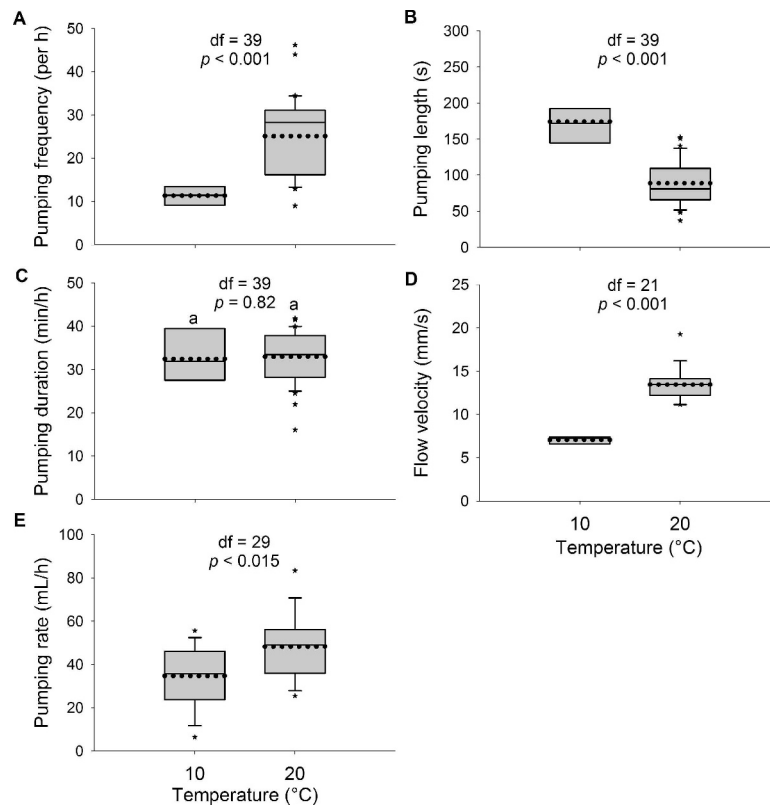 A
Pumping frequency (per h)
50
40
30
20
10
0
df = 39
p < 0.001
B
Pumping length (s)
300
250
200
150
100
50
0
df = 39
p < 0.001
C
Pumping duration (min/h)
50
40
30
20
10
0
df = 39
p = 0.82
a
a
D
Flow velocity (mm/s)
25
20
15
10
5
0
df = 21
p < 0.001
10
20
Temperature (°C)
E
Pumping rate (mL/h)
100
80
60
40
20
0
df = 29
p < 0.015
10
20
Temperature (°C)